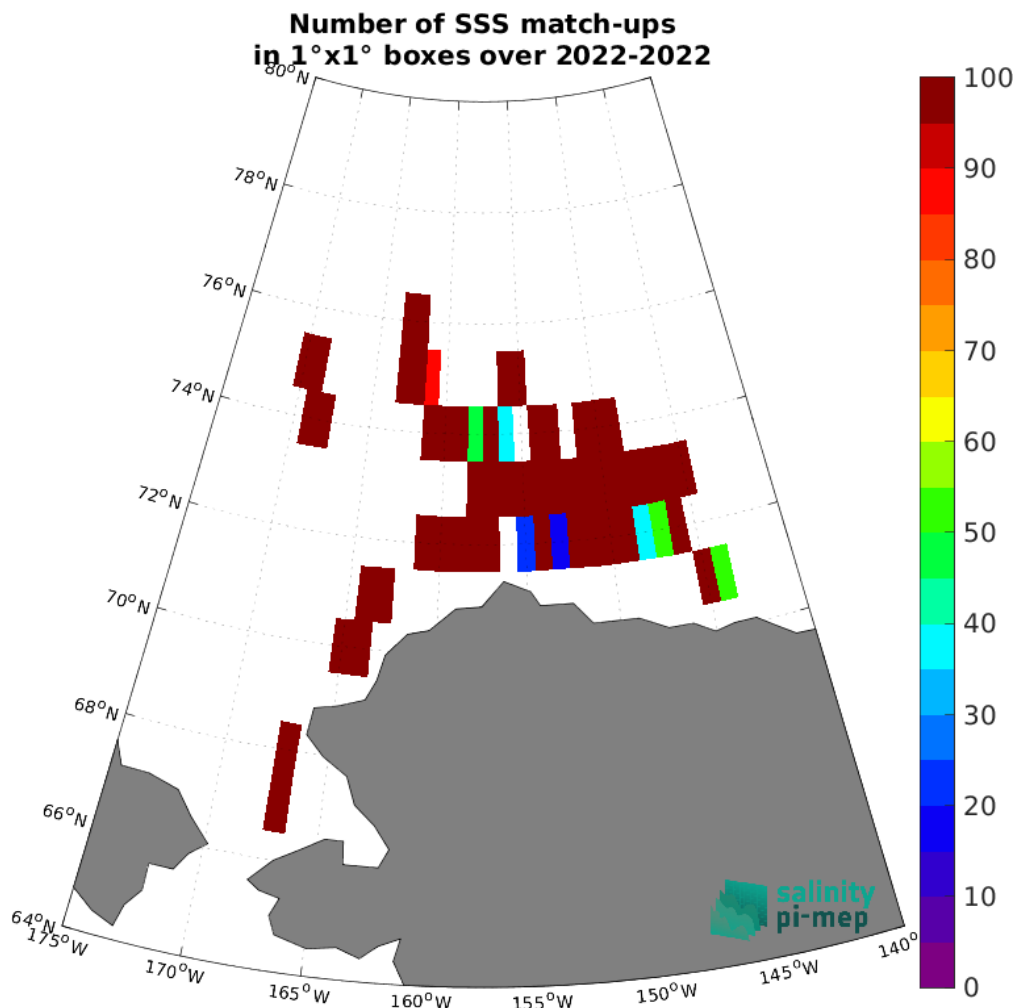 Number of SSS match-ups
in 1°x1° boxes over 2022-2022
80°N
78°N
76°N
74°N
72°N
70°N
68°N
66°N
64°N
175°W
170°W
165°W
160°W
155°W
150°W
145°W
140°
100
90
80
70
60
50
40
30
20
10
0
salinity
pi-mep